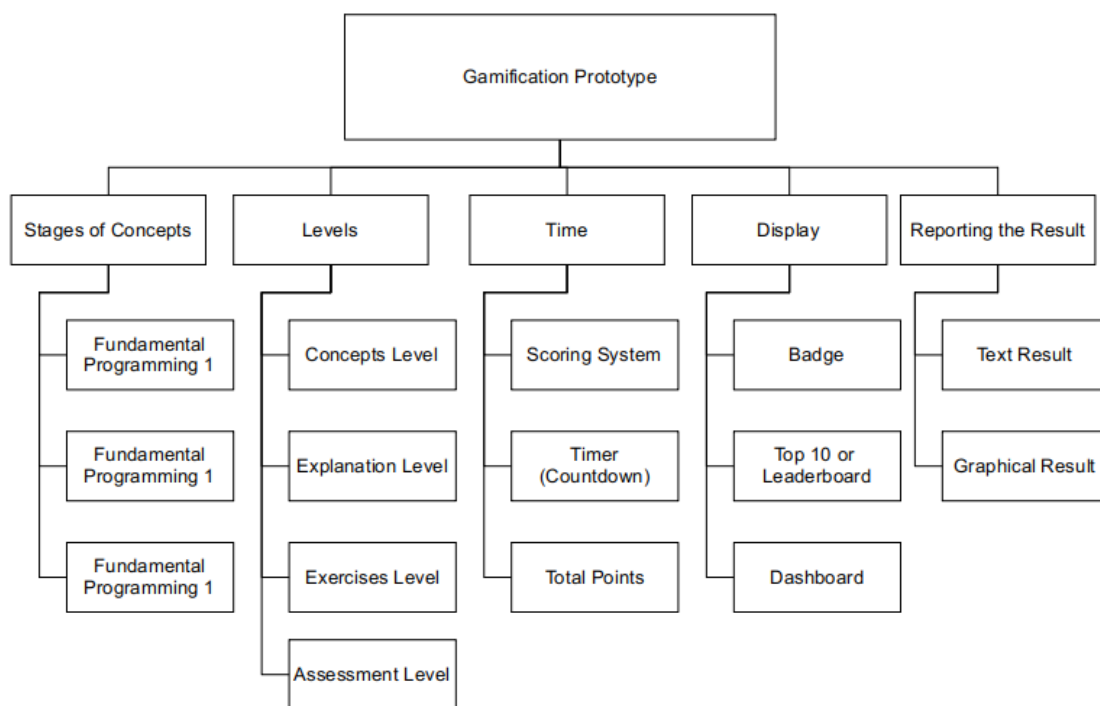 Gamification Prototype
Stages of Concepts
Levels
Time
Display
Reporting the Result
Fundamental
Programming 1
Concepts Level
Scoring System
Badge
Text Result
Fundamental
Programming 1
Explanation Level
Timer
(Countdown)
Top 10 or
Leaderboard
Graphical Result
Fundamental
Programming 1
Exercises Level
Total Points
Dashboard
Assessment Level